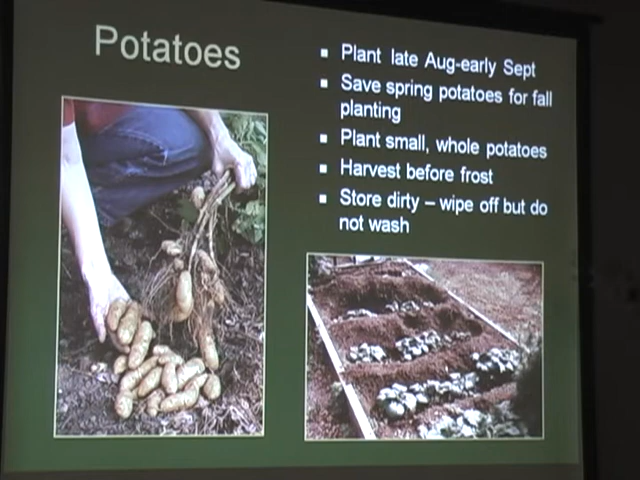 Potatoes
▪ Plant late Aug-early Sept
▪ Save spring potatoes for fall
planting
▪ Plant small, whole potatoes
▪ Harvest before frost
▪ Store dirty – wipe off but do
not wash